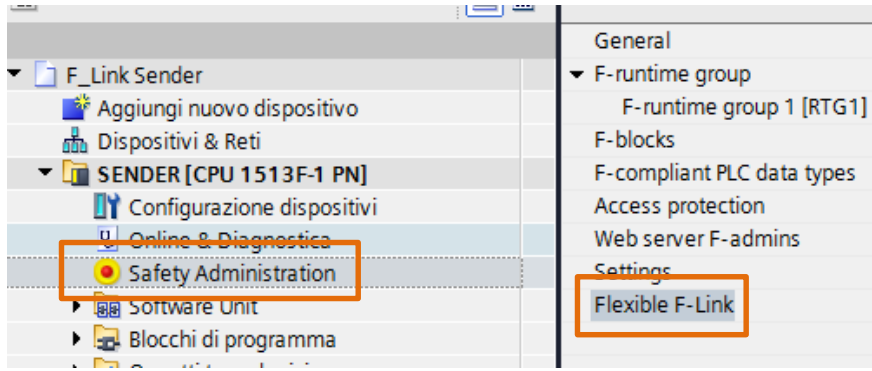 F_Link Sender
Aggiungi nuovo dispositivo
Dispositivi & Reti
SENDER [CPU 1513F-1 PN]
Configurazione dispositivi
Online & Diagnostica
Safety Administration
Software Unit
Blocchi di programma
General
F-runtime group
F-runtime group 1 [RTG1]
F-blocks
F-compliant PLC data types
Access protection
Web server F-admins
Settings
Flexible F-Link